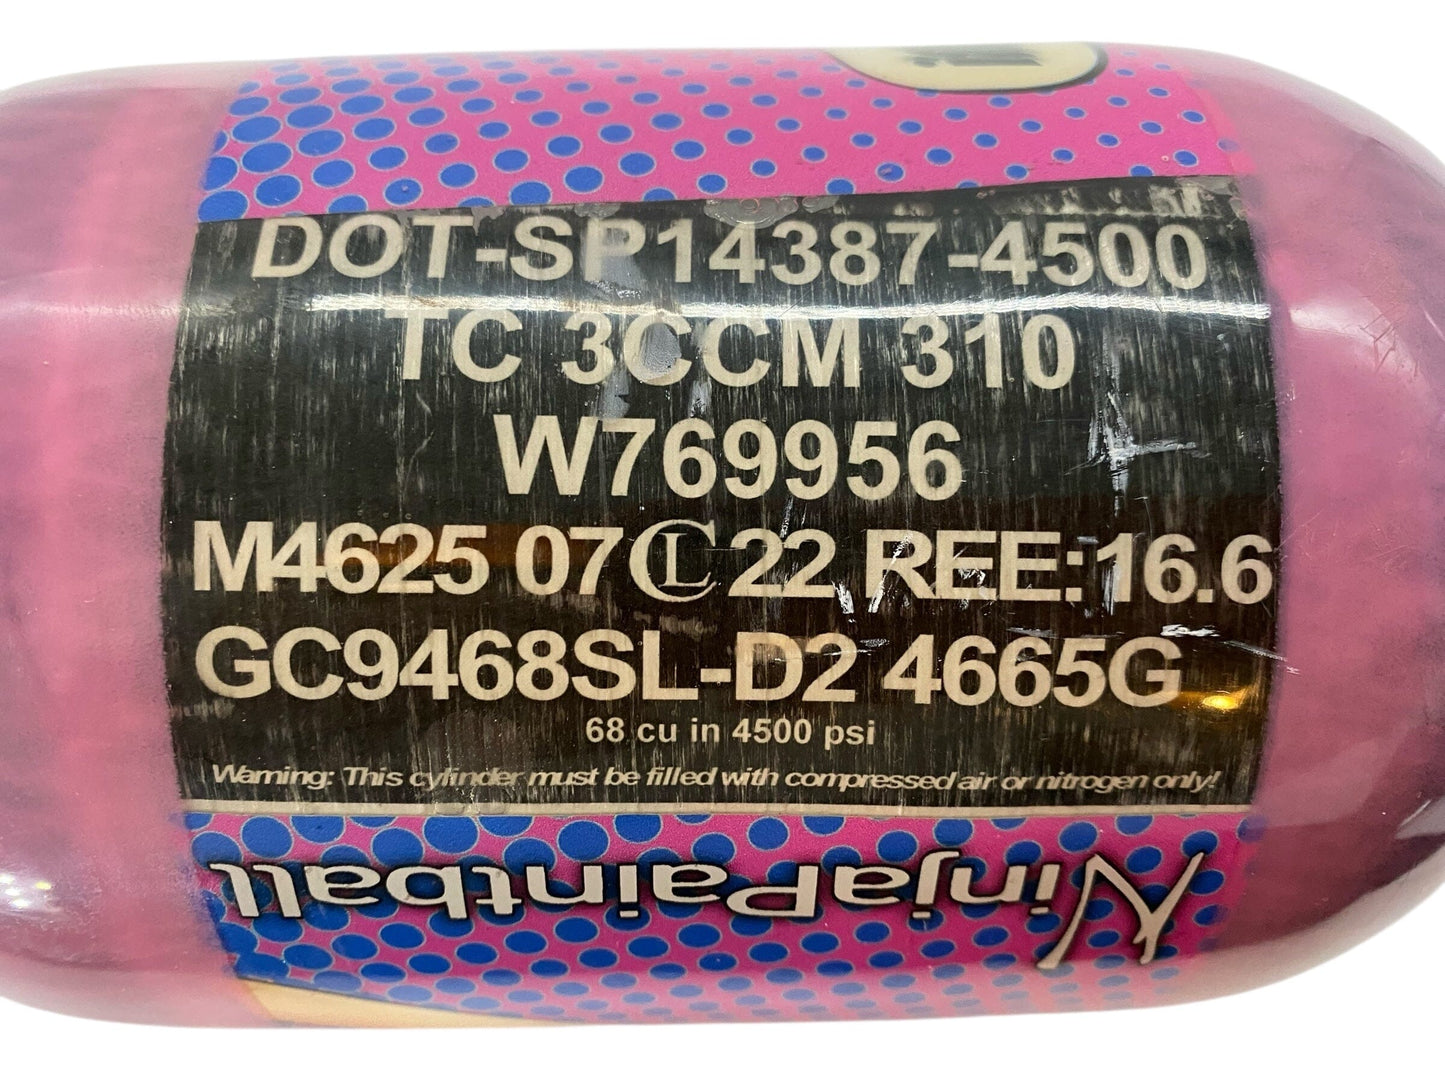 DOT-SP14387-4500
TC 3CCM 310
W769956
M4625 07 CL 22 REE:16.6
GC9468SL-D2 4665G
68 cu in 4500 psi
Warning: This cylinder must be filled with compressed air or nitrogen only!
NinjaPaintball